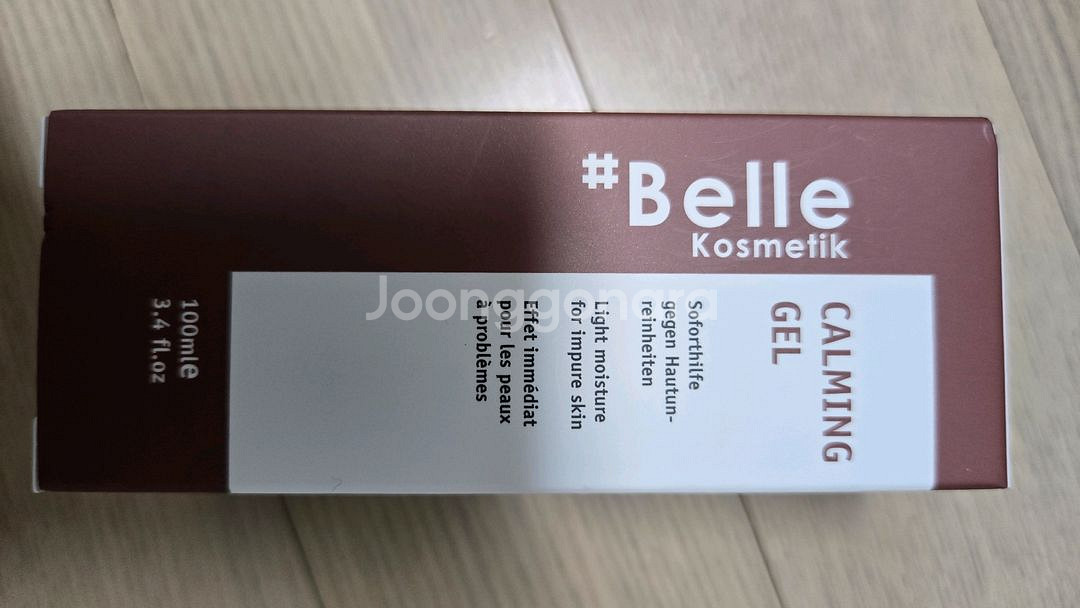 #Belle
Kosmetik
CALMING
GEL
Soforthilfe
gegen Hautun-
reinheiten
Light moisture
for impure skin
Effet immédiat
pour les peaux
à problèmes
100mle
3.4 fl.oz
Joonggonara